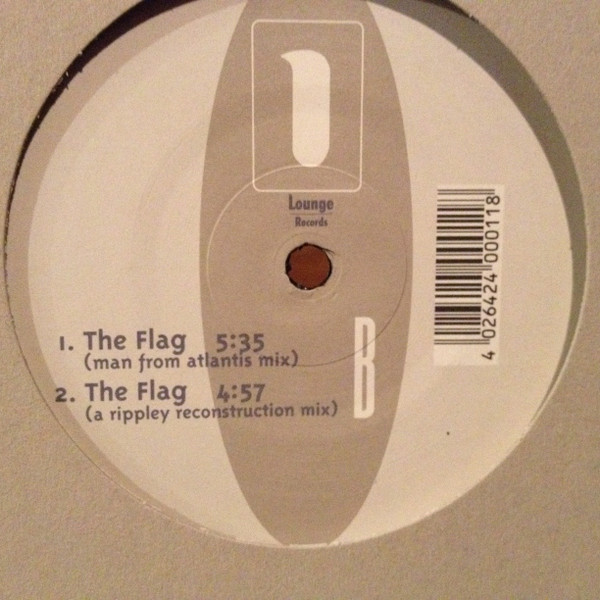 Lounge
Records
1. The Flag 5:35
(man from atlantis mix)
2. The Flag 4:57
(a rippley reconstruction mix)
B
4 026424 000118